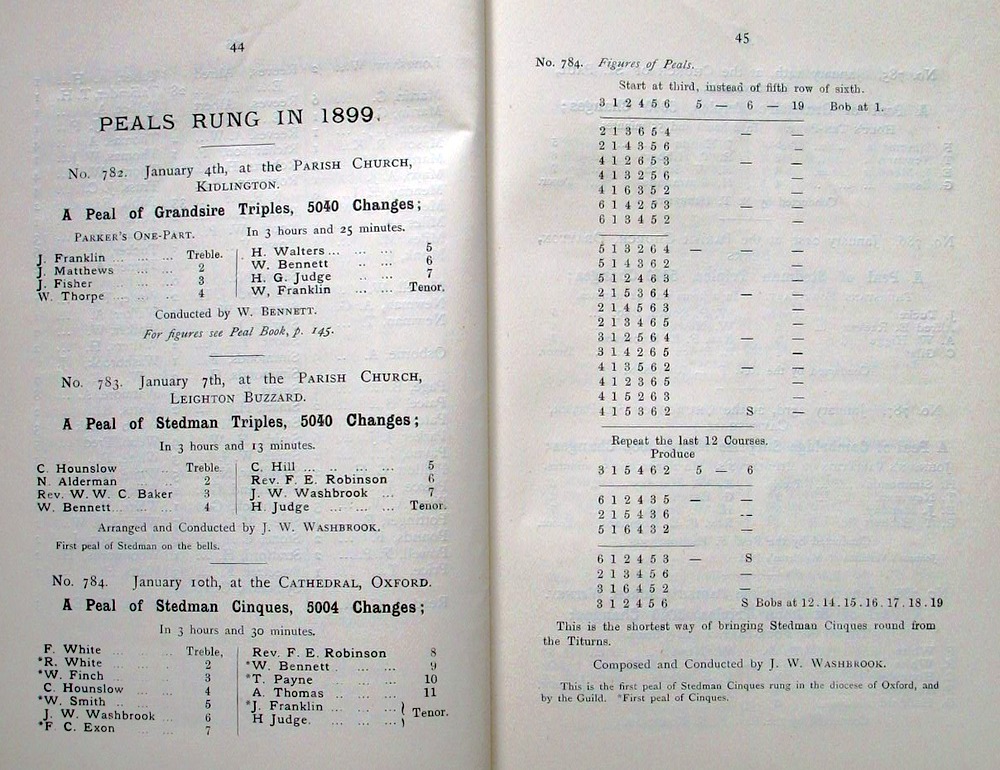 44
PEALS RUNG IN 1899.
No. 782. January 4th, at the PARISH CHURCH,
KIDLINGTON.
A Peal of Grandsire Triples, 5040 Changes;
PARKER'S ONE-PART. In 3 hours and 25 minutes.
J. Franklin ... ... Treble. H. Walters ... ... 5
J. Matthews ... ... 2 W. Bennett ... ... 6
J. Fisher ... ... 3 H. G. Judge ... ... 7
W. Thorpe ... ... 4 W, Franklin ... ... Tenor.
Conducted by W. BENNETT.
For figures see Peal Book, p. 145.
No. 783. January 7th, at the PARISH CHURCH,
LEIGHTON BUZZARD.
A Peal of Stedman Triples, 5040 Changes;
In 3 hours and 13 minutes.
C. Hounslow ... Treble. C. Hill ... ... ... ... 5
N. Alderman ... 2 Rev. F. E. Robinson 6
Rev. W. W. C. Baker 3 J. W. Washbrook ... 7
W. Bennett ... ... 4 H. Judge ... ... ... Tenor.
Arranged and Conducted by J. W. WASHBROOK.
First peal of Stedman on the bells.
No. 784. January 10th, at the CATHEDRAL, OXFORD.
A Peal of Stedman Cinques, 5004 Changes;
In 3 hours and 30 minutes.
F. White ... ... Treble, Rev. F. E. Robinson 8
*R. White ... ... 2 *W. Bennett ... ... ... 9
*W. Finch ... ... 3 *T. Payne ... ... ... 10
C. Hounslow ... ... 4 A. Thomas ... ... ... 11
*W. Smith ... ... 5 *J. Franklin ... ... } Tenor.
J. W. Washbrook ... 6 H Judge. ... ... }
*F C. Exon ... 7
45
No. 784. Figures of Peals.
Start at third, instead of fifth row of sixth.
3 1 2 4 5 6 5 — 6 — 19 Bob at 1.
2 1 3 6 5 4 — —
2 1 4 3 5 6 —
4 1 2 6 5 3 — —
4 1 3 2 5 6 —
4 1 6 3 5 2 —
6 1 4 2 5 3 — —
6 1 3 4 5 2 —
5 1 3 2 6 4 — — —
5 1 4 3 6 2 —
5 1 2 4 6 3 —
2 1 5 3 6 4 — —
2 1 4 5 6 3 —
2 1 3 4 6 5 —
3 1 2 5 6 4 — —
3 1 4 2 6 5 —
4 1 3 5 6 2 — —
4 1 2 3 6 5 —
4 1 5 2 6 3 —
4 1 5 3 6 2 S —
Repeat the last 12 Courses.
Produce
3 1 5 4 6 2 5 — 6
6 1 2 4 3 5 — —
2 1 5 4 3 6 —
5 1 6 4 3 2 —
6 1 2 4 5 3 — S
2 1 3 4 5 6 —
3 1 6 4 5 2 —
3 1 2 4 5 6 S Bobs at 12.14.15.16.17.18.19
This is the shortest way of bringing Stedman Cinques round from
the Titurns.
Composed and Conducted by J. W. WASHBROOK.
This is the first peal of Stedman Cinques rung in the diocese of Oxford, and
by the Guild. *First peal of Cinques.